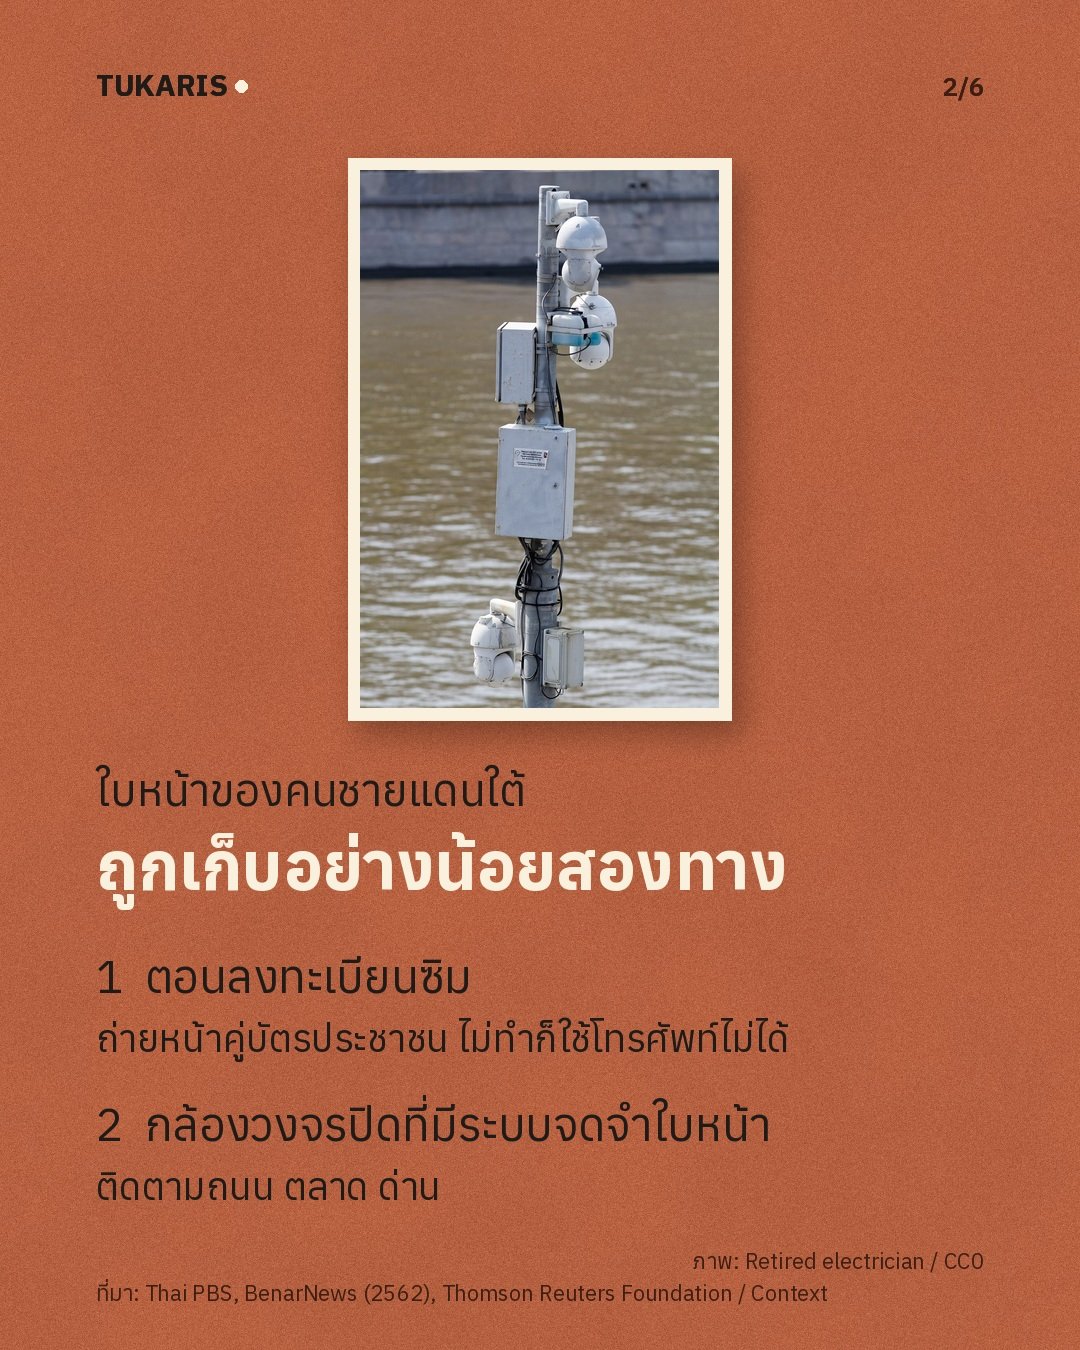 TUKARIS
2/6
ใบหน้าของคนชายแดนใต้
ถูกเก็บอย่างน้อยสองทาง
1 ตอนลงทะเบียนซิม
ถ่ายหน้าคู่บัตรประชาชน ไม่ทำก็ใช้โทรศัพท์ไม่ได้
2 กล้องวงจรปิดที่มีระบบจดจำใบหน้า
ติดตามถนน ตลาด ด่าน
ภาพ: Retired electrician / CC0
ที่มา: Thai PBS, BenarNews (2562), Thomson Reuters Foundation / Context